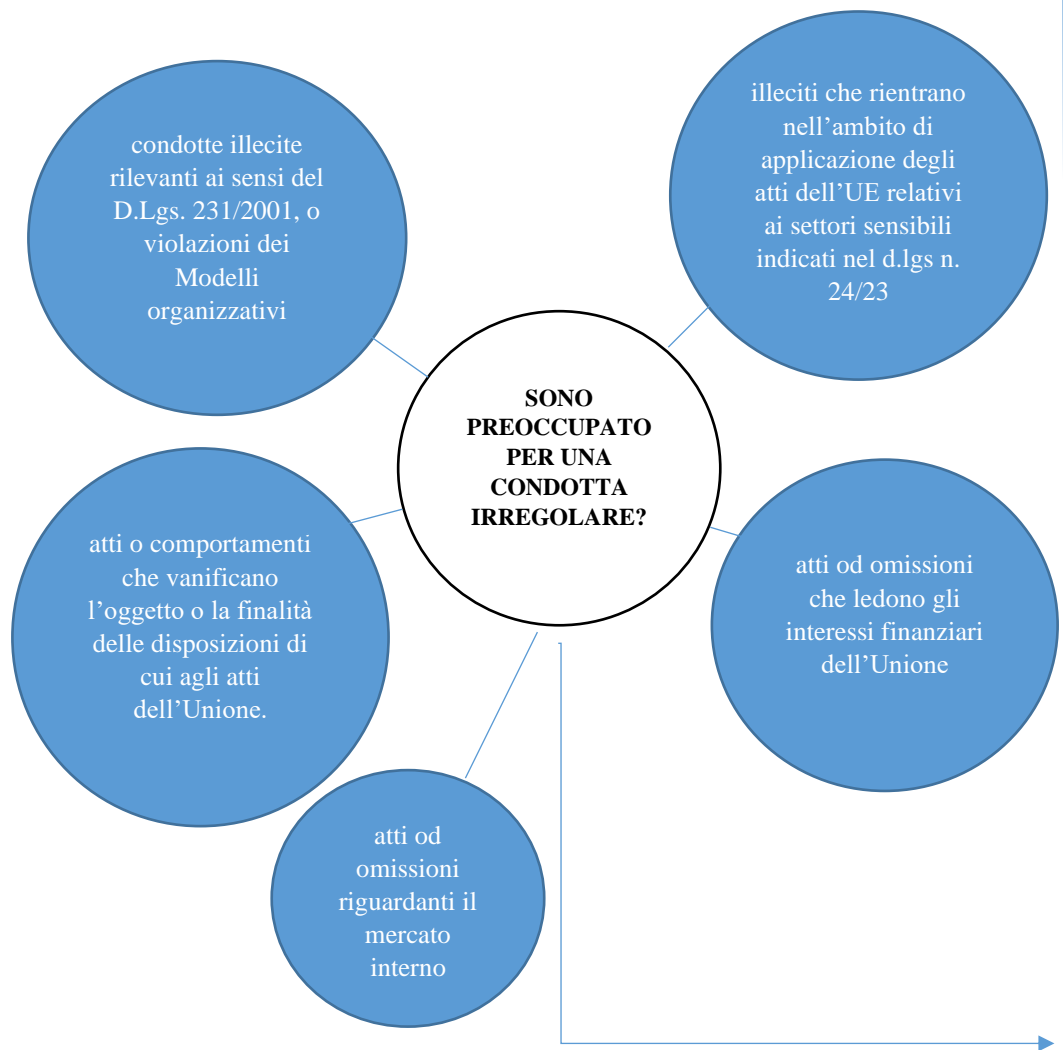 condotte illecite
rilevanti ai sensi del
D.Lgs. 231/2001, o
violazioni dei
Modelli
organizzativi
illeciti che rientrano
nell’ambito di
applicazione degli
atti dell’UE relativi
ai settori sensibili
indicati nel d.lgs n.
24/23
SONO
PREOCCUPATO
PER UNA
CONDOTTA
IRREGOLARE?
atti o comportamenti
che vanificano
l’oggetto o la finalità
delle disposizioni di
cui agli atti
dell’Unione.
atti od omissioni
che ledono gli
interessi finanziari
dell’Unione
atti od
omissioni
riguardanti il
mercato
interno